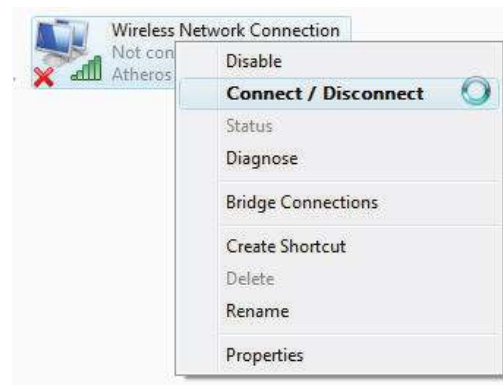 Wireless Network Connection
Not con
Atheros
Disable
Connect / Disconnect
Status
Diagnose
Bridge Connections
Create Shortcut
Delete
Rename
Properties